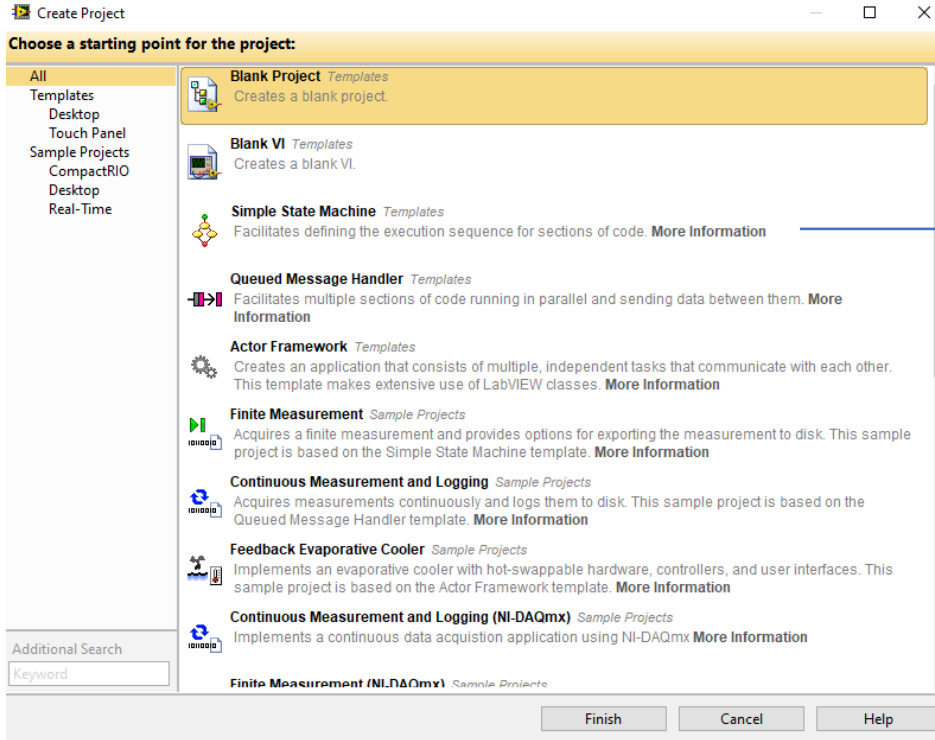 Create Project
Choose a starting point for the project:
All
Templates
Desktop
Touch Panel
Sample Projects
CompactRIO
Desktop
Real-Time
Additional Search
Keyword
Blank Project Templates
Creates a blank project.
Blank VI Templates
Creates a blank VI.
Simple State Machine Templates
Facilitates defining the execution sequence for sections of code. More Information
Queued Message Handler Templates
Facilitates multiple sections of code running in parallel and sending data between them. More
Information
Actor Framework Templates
Creates an application that consists of multiple, independent tasks that communicate with each other.
This template makes extensive use of LabVIEW classes. More Information
Finite Measurement Sample Projects
Acquires a finite measurement and provides options for exporting the measurement to disk. This sample
project is based on the Simple State Machine template. More Information
Continuous Measurement and Logging Sample Projects
Acquires measurements continuously and logs them to disk. This sample project is based on the
Queued Message Handler template. More Information
Feedback Evaporative Cooler Sample Projects
Implements an evaporative cooler with hot-swappable hardware, controllers, and user interfaces. This
sample project is based on the Actor Framework template. More Information
Continuous Measurement and Logging (NI-DAQmx) Sample Projects
Implements a continuous data acquistion application using NI-DAQmx More Information
Finite Measurement (NI-DAQmx) Sample Projects
Finish
Cancel
Help